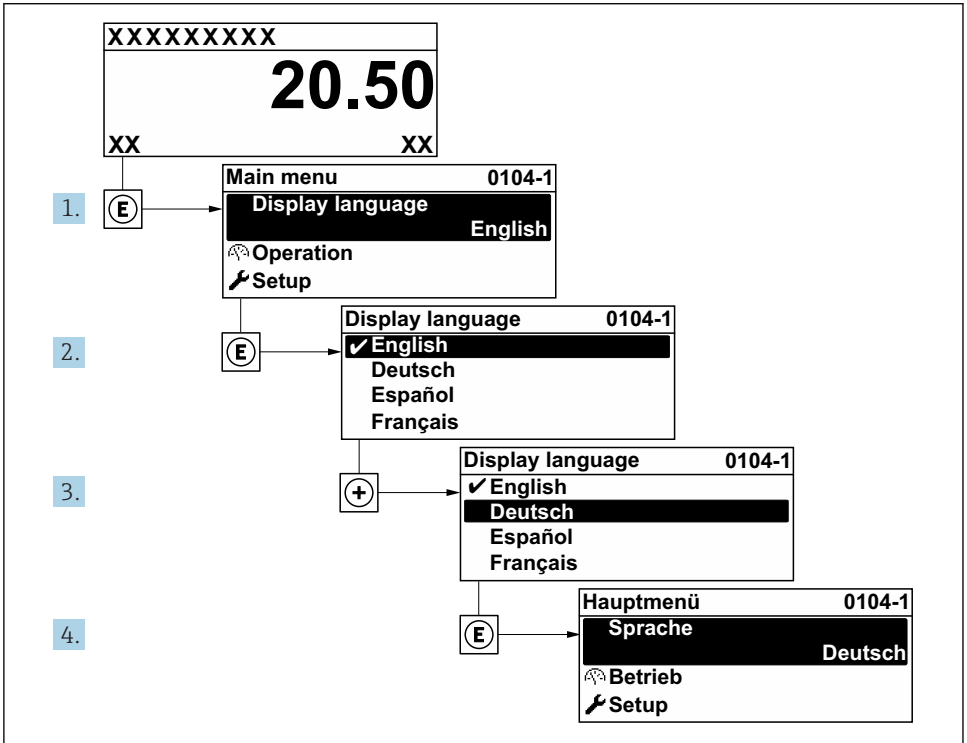 XXXXXXXXX
20.50
XX XX
1. E
Main menu 0104-1
Display language
English
Operation
Setup
2. E
Display language 0104-1
✔English
Deutsch
Español
Français
3. +
Display language 0104-1
✔English
Deutsch
Español
Français
4. E
Hauptmenü 0104-1
Sprache
Deutsch
Betrieb
Setup